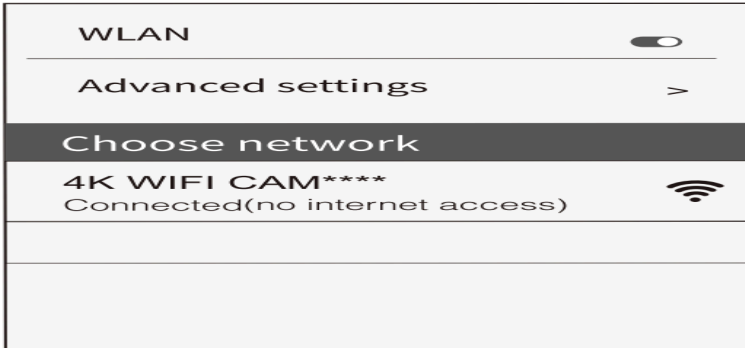 WLAN
Advanced settings
>
Choose network
4K WIFI CAM****
Connected(no internet access)